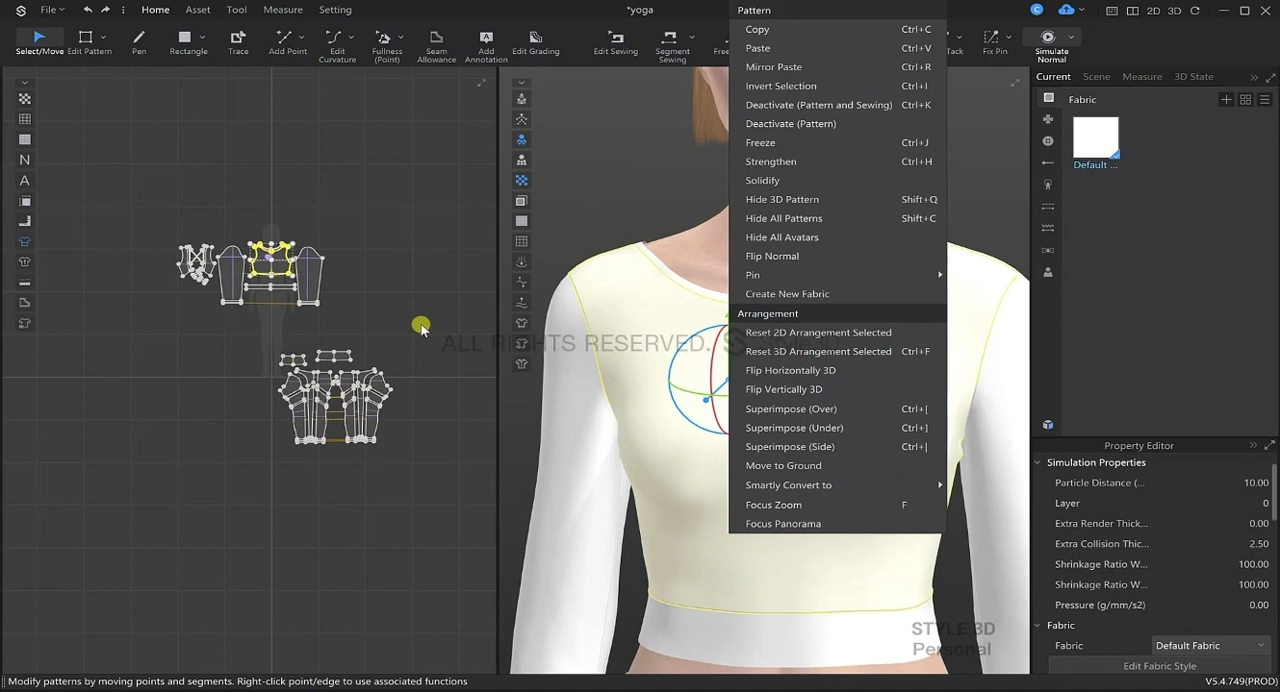 File
Home
Asset
Tool
Measure
Setting
*yoga
2D
3D
Select/Move
Edit Pattern
Pen
Rectangle
Trace
Add Point
Edit
Curvature
Fullness
(Point)
Seam
Allowance
Add
Annotation
Edit Grading
Edit Sewing
Segment
Sewing
Free
Tack
Fix Pin
Simulate
Normal
Pattern
Copy Ctrl+C
Paste Ctrl+V
Mirror Paste Ctrl+R
Invert Selection Ctrl+I
Deactivate (Pattern and Sewing) Ctrl+K
Deactivate (Pattern)
Freeze Ctrl+J
Strengthen Ctrl+H
Solidify
Hide 3D Pattern Shift+Q
Hide All Patterns Shift+C
Hide All Avatars
Flip Normal
Pin
Create New Fabric
Arrangement
Reset 2D Arrangement Selected
Reset 3D Arrangement Selected Ctrl+F
Flip Horizontally 3D
Flip Vertically 3D
Superimpose (Over) Ctrl+[
Superimpose (Under) Ctrl+]
Superimpose (Side) Ctrl+|
Move to Ground
Smartly Convert to
Focus Zoom F
Focus Panorama
ALL RIGHTS RESERVED. Style3D
STYLE 3D
Personal
Current
Scene
Measure
3D State
Fabric
Default ...
Property Editor
Simulation Properties
Particle Distance (... 10.00
Layer 0
Extra Render Thick... 0.00
Extra Collision Thic... 2.50
Shrinkage Ratio W... 100.00
Shrinkage Ratio W... 100.00
Pressure (g/mm/s2) 0.00
Fabric
Fabric Default Fabric
Edit Fabric Style
Modify patterns by moving points and segments. Right-click point/edge to use associated functions
V5.4.749(PROD)